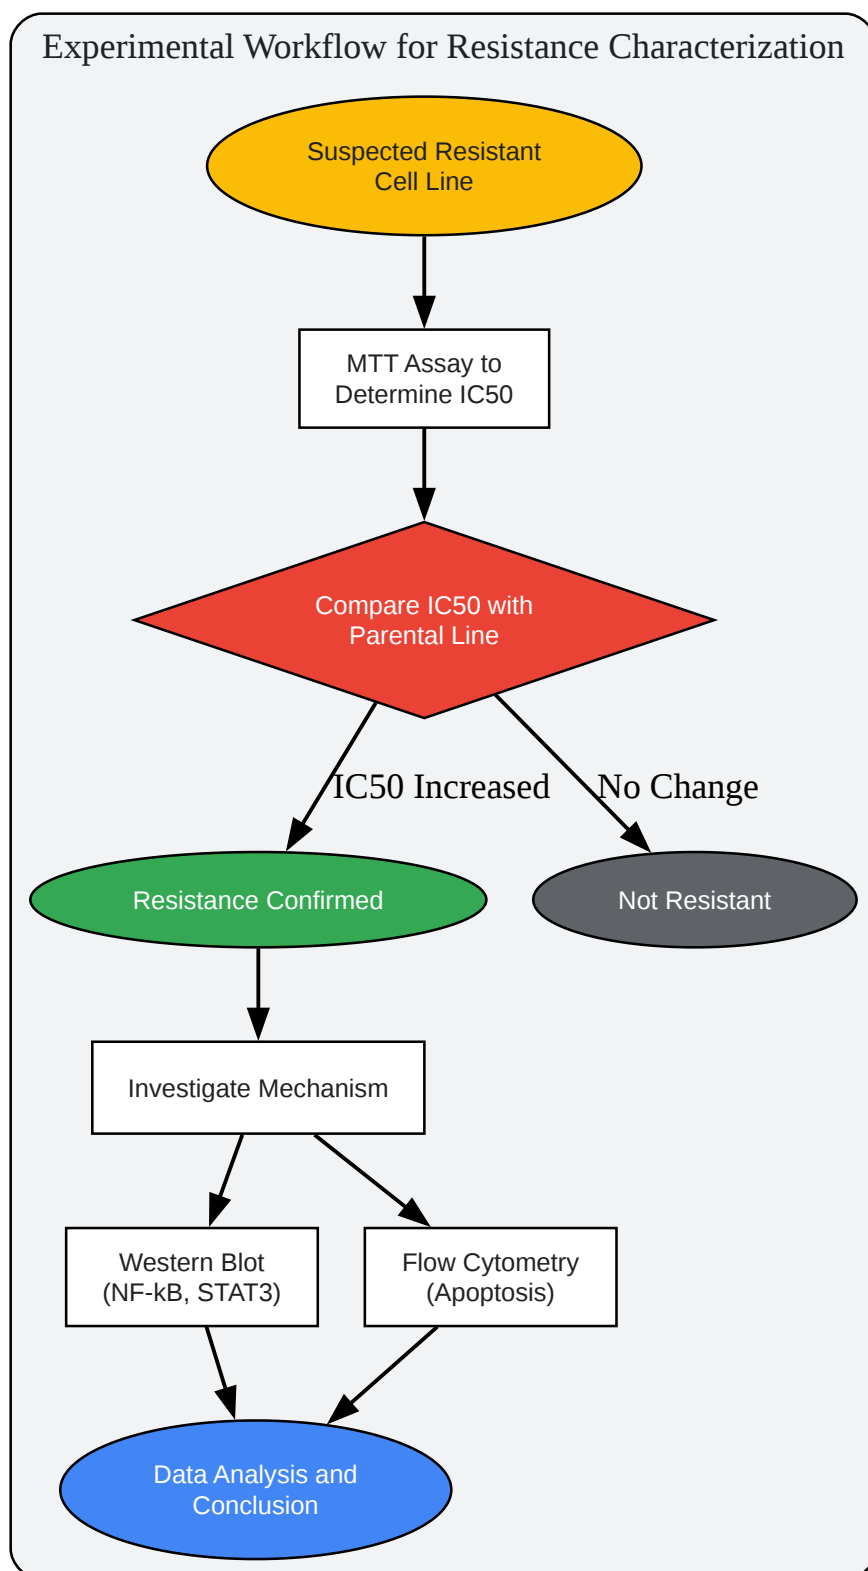 Experimental Workflow for Resistance Characterization
Suspected Resistant
Cell Line
MTT Assay to
Determine IC50
Compare IC50 with
Parental Line
IC50 Increased
No Change
Resistance Confirmed
Not Resistant
Investigate Mechanism
Western Blot
(NF-kB, STAT3)
Flow Cytometry
(Apoptosis)
Data Analysis and
Conclusion